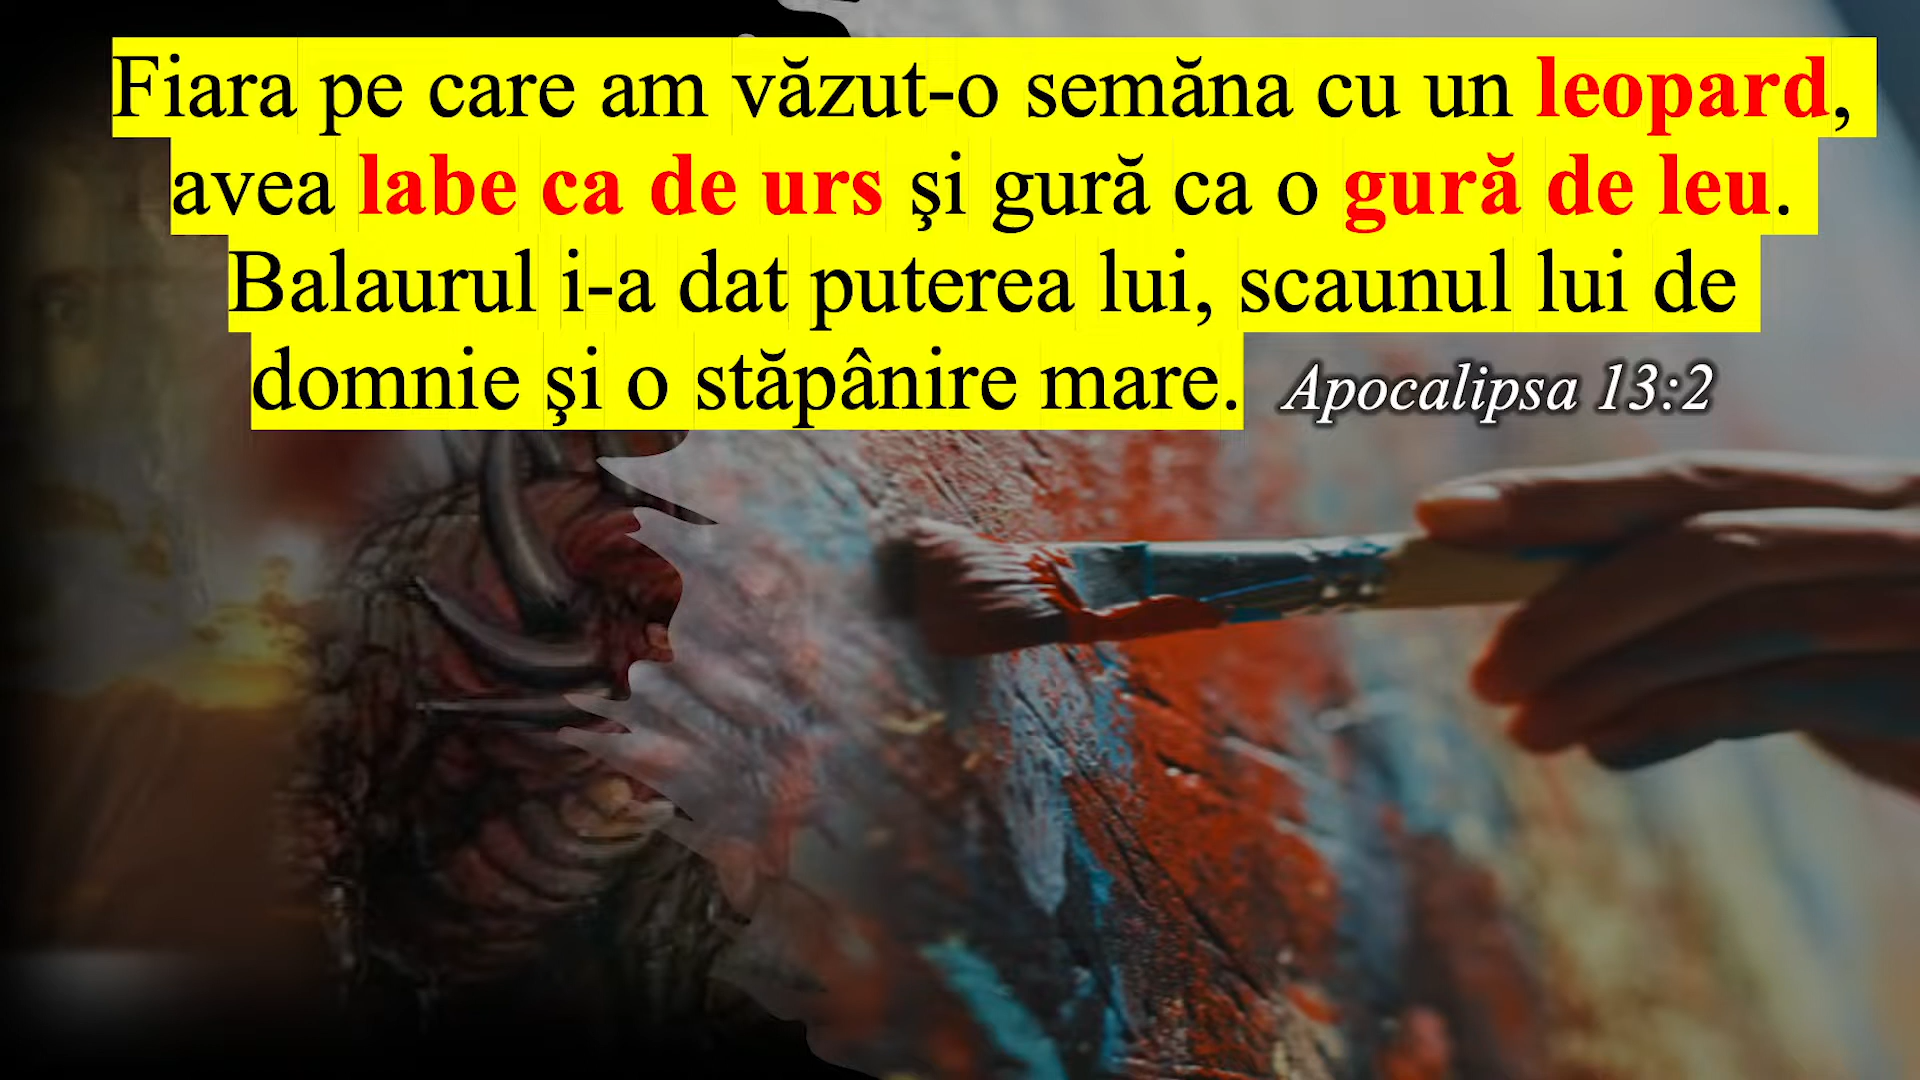 Fiara pe care am văzut-o semăna cu un leopard,
avea labe ca de urs şi gură ca o gură de leu.
Balaurul i-a dat puterea lui, scaunul lui de
domnie şi o stăpânire mare. Apocalipsa 13:2